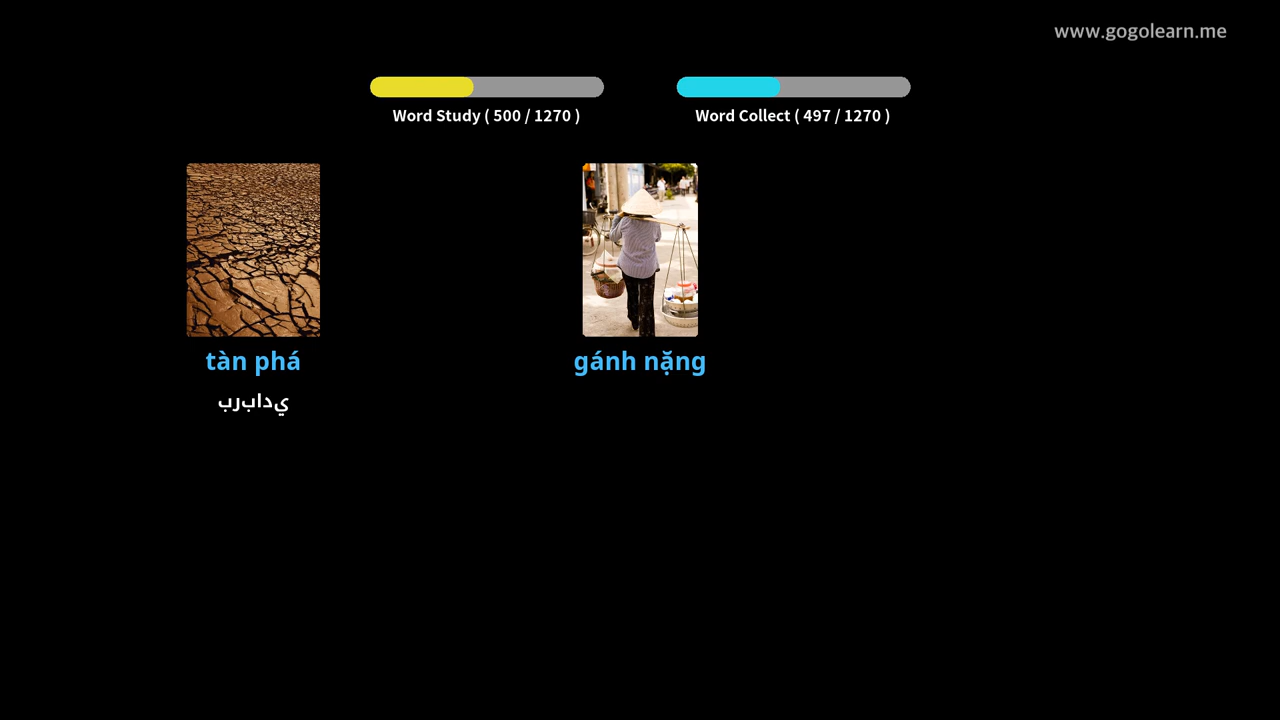 www.gogolearn.me
Word Study ( 500 / 1270 )
Word Collect ( 497 / 1270 )
tàn phá
بربادي
gánh nặng